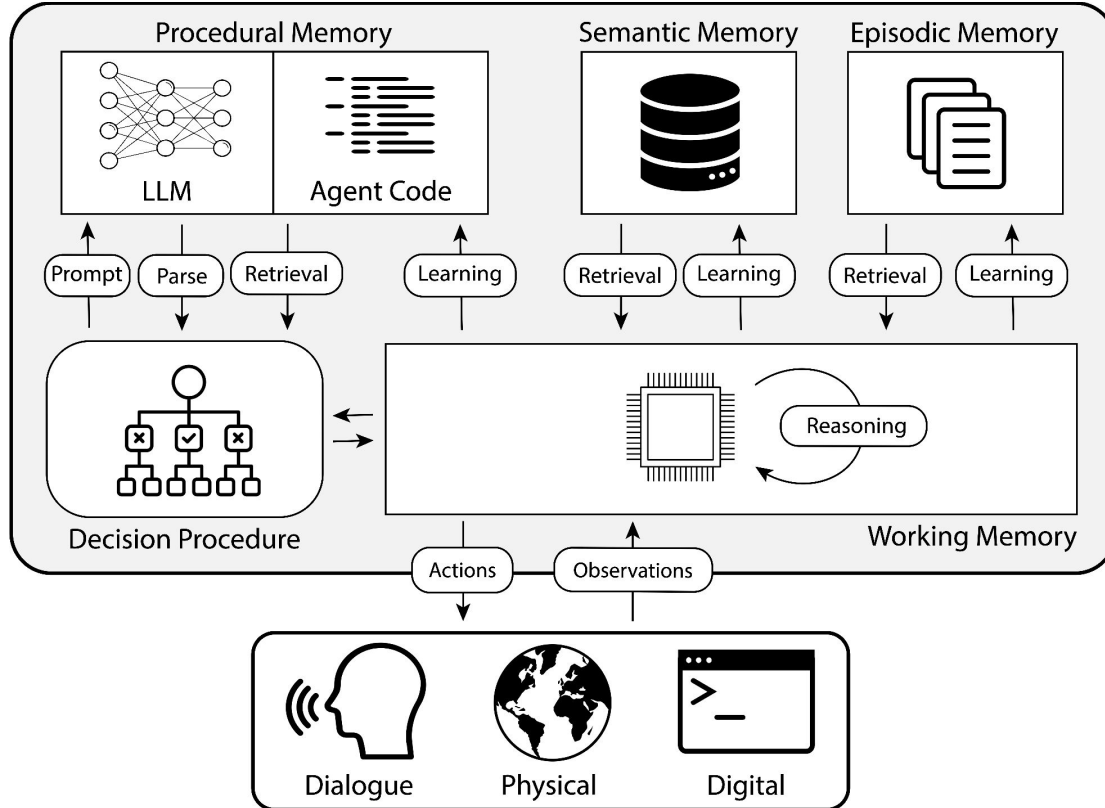 Procedural Memory
Semantic Memory
Episodic Memory
LLM
Agent Code
Prompt
Parse
Retrieval
Learning
Retrieval
Learning
Retrieval
Learning
Reasoning
Decision Procedure
Working Memory
Actions
Observations
Dialogue
Physical
Digital